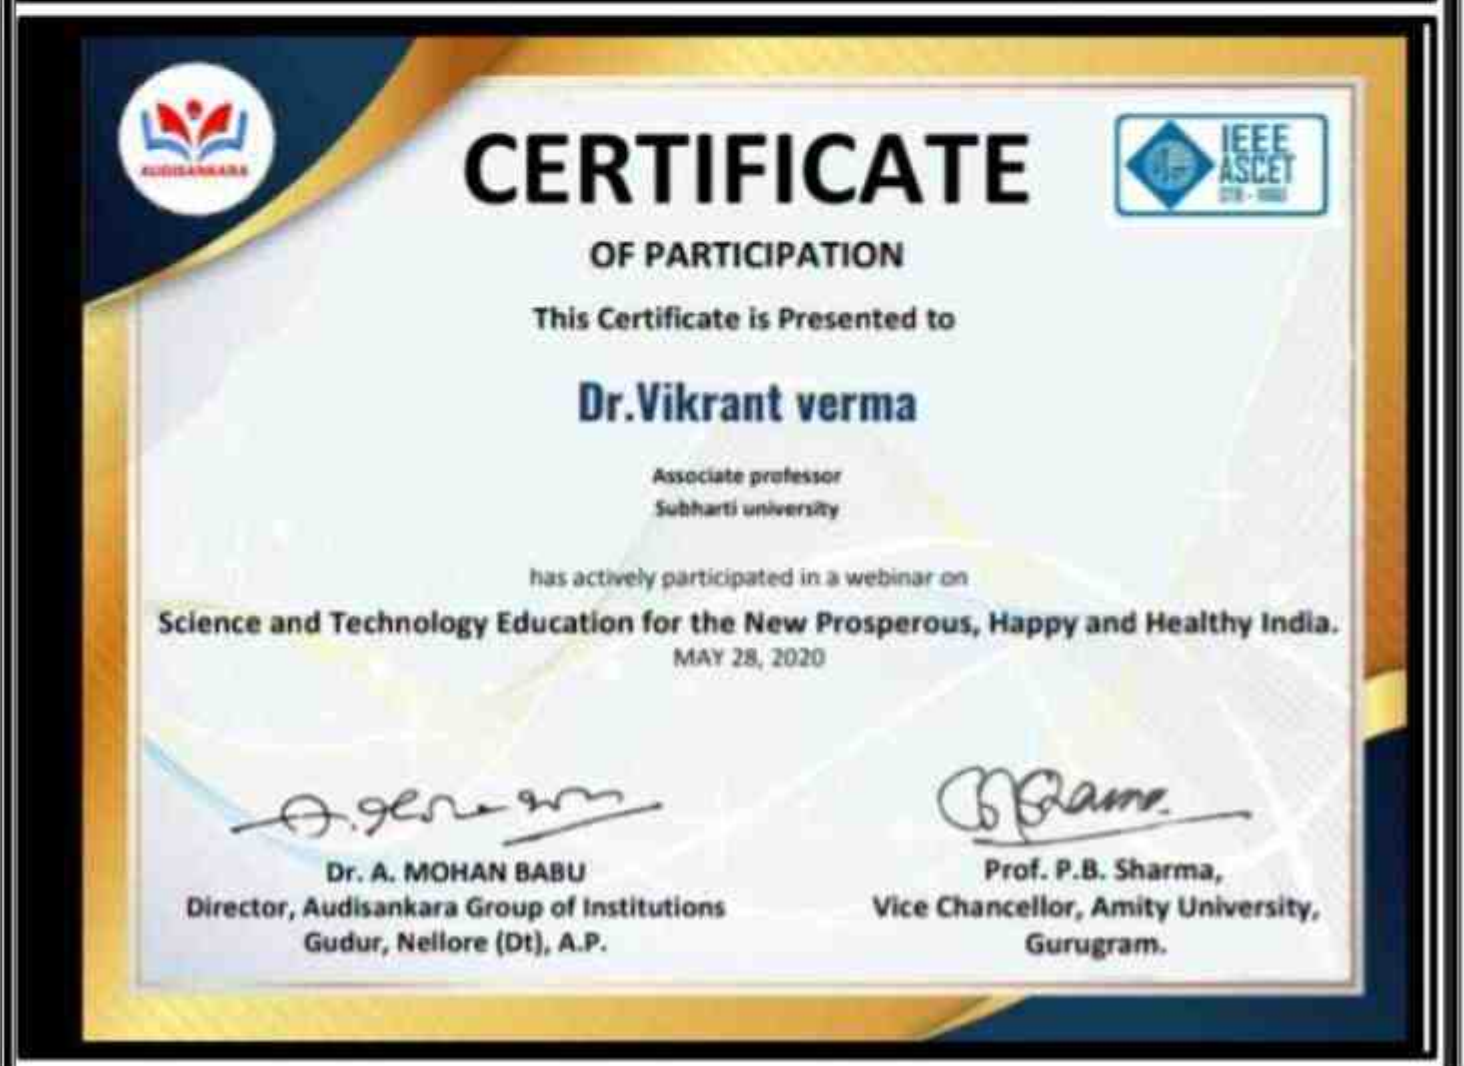 AUDISANKARA
IEEE
ASCET
CERTIFICATE
OF PARTICIPATION
This Certificate is Presented to
Dr.Vikrant verma
Associate professor
Subharti university
has actively participated in a webinar on
Science and Technology Education for the New Prosperous, Happy and Healthy India.
MAY 28, 2020
Dr. A. MOHAN BABU
Director, Audisankara Group of Institutions
Gudur, Nellore (Dt), A.P.
Prof. P.B. Sharma,
Vice Chancellor, Amity University,
Gurugram.